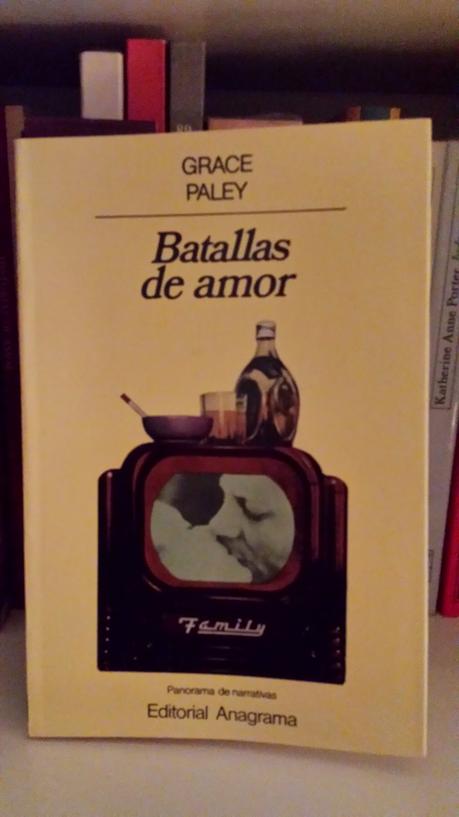 GRACE
PALEY
Batallas
de amor
Family
Panorama de narrativas
Editorial Anagrama
Katherine Anne Porter